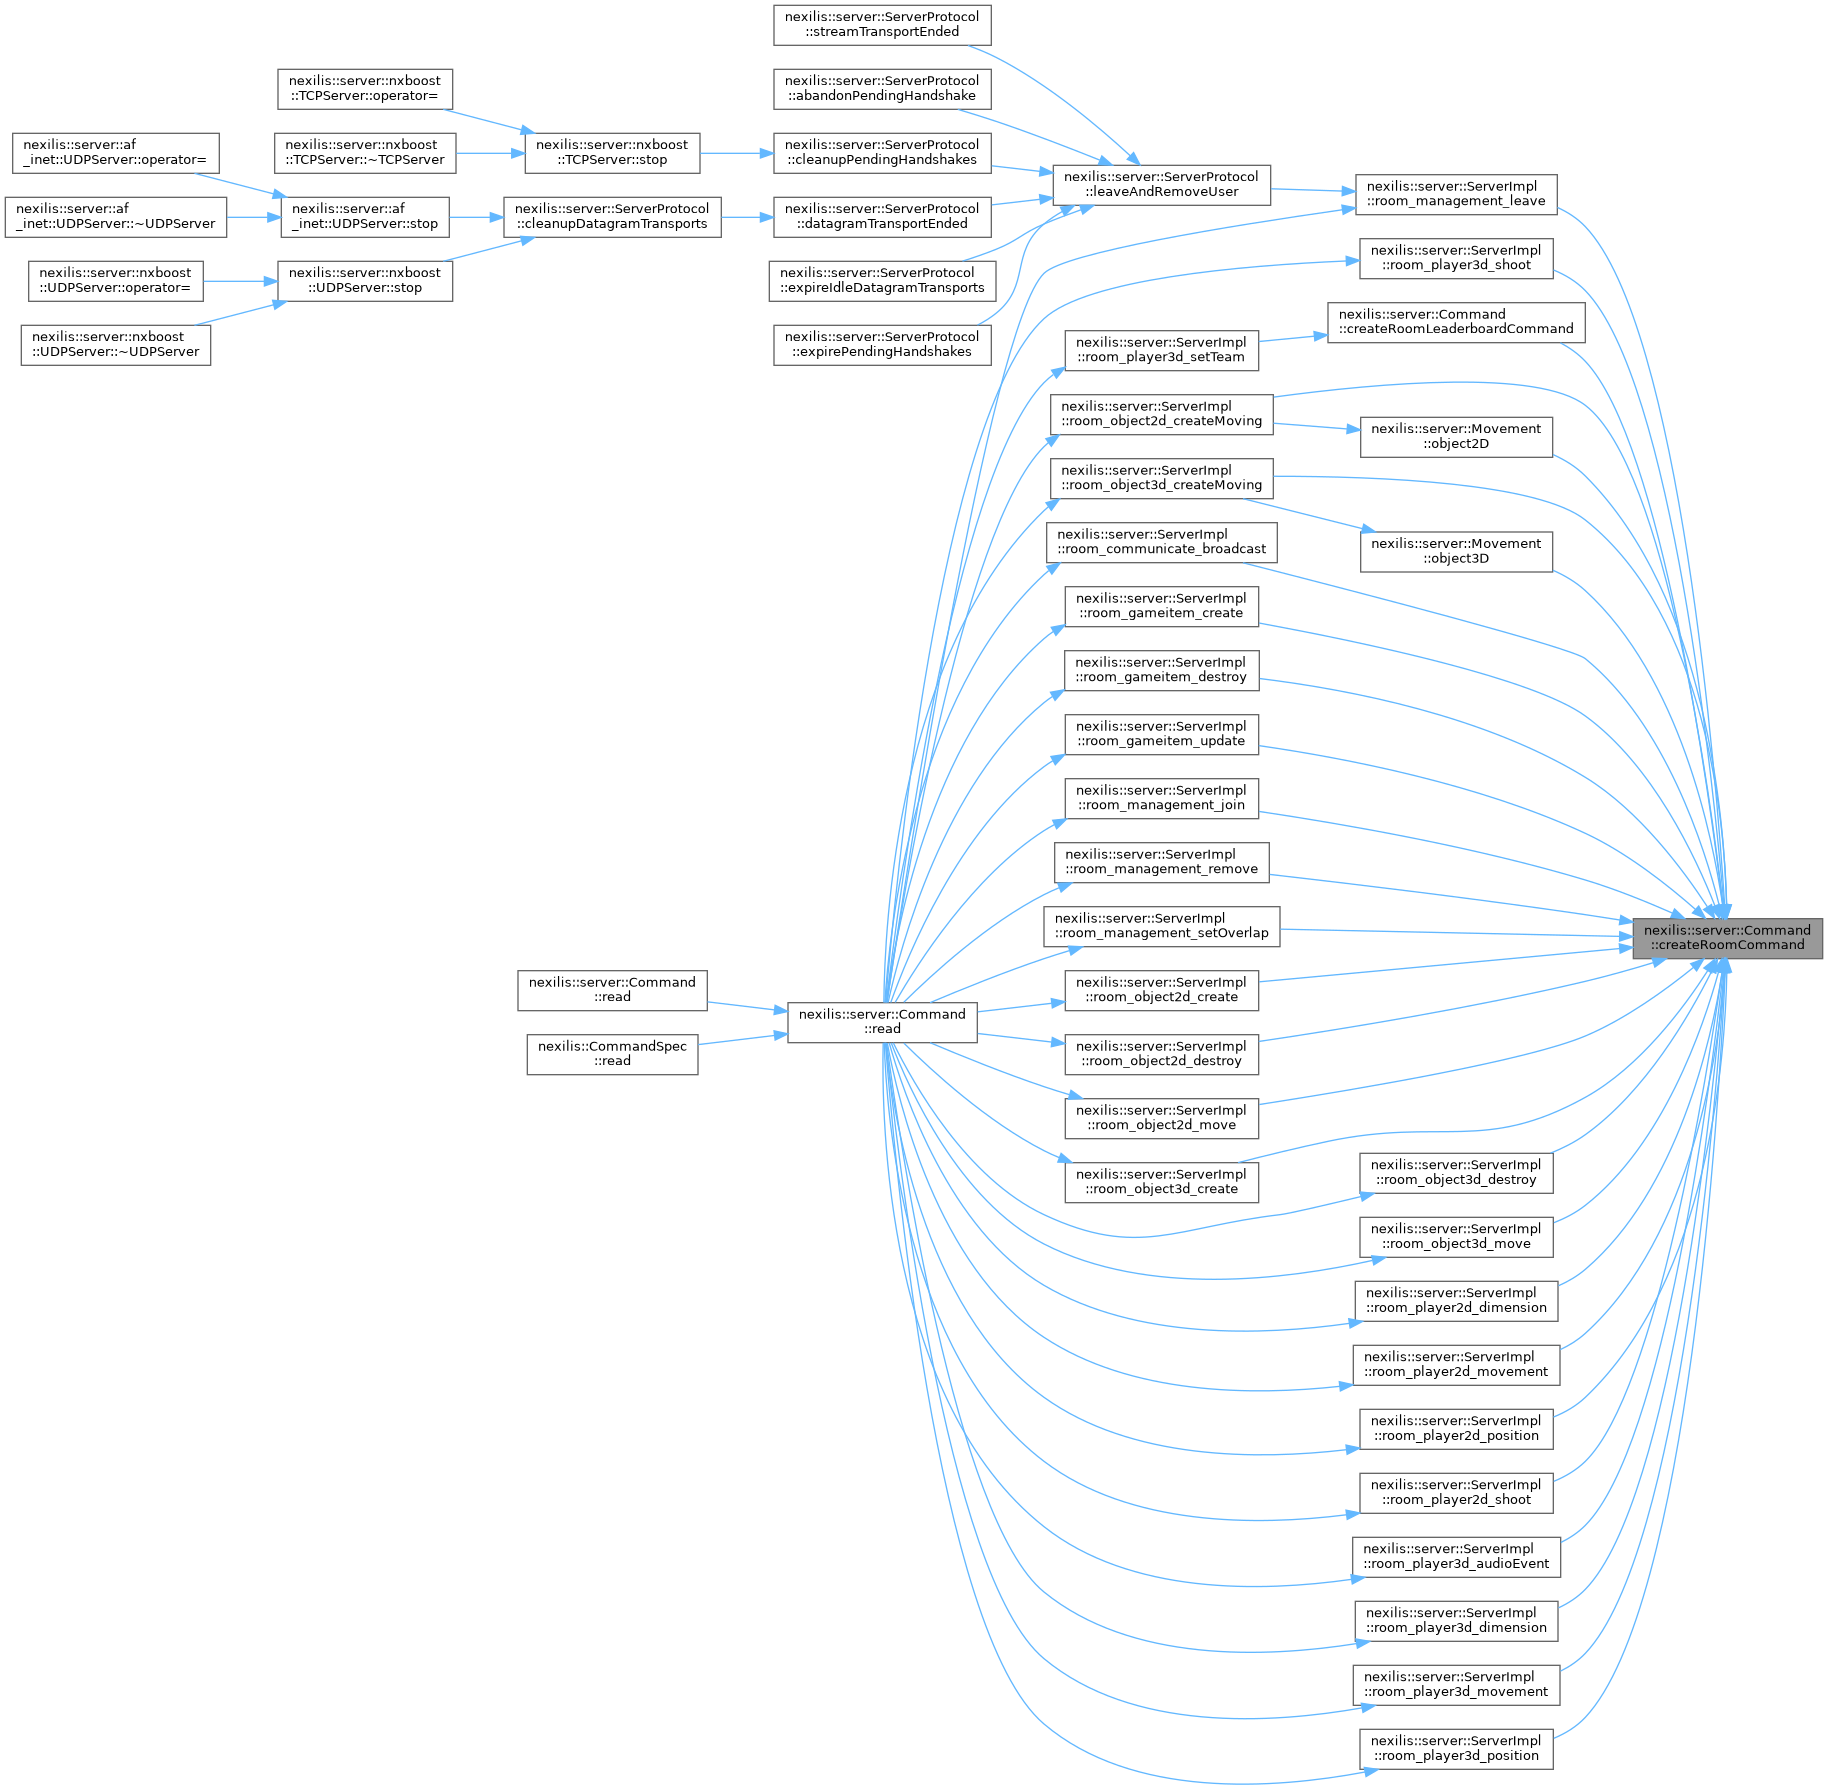 nexilis::server::ServerProtocol
::streamTransportEnded
nexilis::server::nxboost
::TCPServer::operator=
nexilis::server::ServerProtocol
::abandonPendingHandshake
nexilis::server::af
_inet::UDPServer::operator=
nexilis::server::nxboost
::TCPServer::~TCPServer
nexilis::server::nxboost
::TCPServer::stop
nexilis::server::ServerProtocol
::cleanupPendingHandshakes
nexilis::server::ServerProtocol
::leaveAndRemoveUser
nexilis::server::ServerImpl
::room_management_leave
nexilis::server::af
_inet::UDPServer::~UDPServer
nexilis::server::af
_inet::UDPServer::stop
nexilis::server::ServerProtocol
::cleanupDatagramTransports
nexilis::server::ServerProtocol
::datagramTransportEnded
nexilis::server::ServerImpl
::room_player3d_shoot
nexilis::server::nxboost
::UDPServer::operator=
nexilis::server::nxboost
::UDPServer::stop
nexilis::server::ServerProtocol
::expireIdleDatagramTransports
nexilis::server::Command
::createRoomLeaderboardCommand
nexilis::server::nxboost
::UDPServer::~UDPServer
nexilis::server::ServerProtocol
::expirePendingHandshakes
nexilis::server::ServerImpl
::room_player3d_setTeam
nexilis::server::ServerImpl
::room_object2d_createMoving
nexilis::server::Movement
::object2D
nexilis::server::ServerImpl
::room_object3d_createMoving
nexilis::server::ServerImpl
::room_communicate_broadcast
nexilis::server::Movement
::object3D
nexilis::server::ServerImpl
::room_gameitem_create
nexilis::server::ServerImpl
::room_gameitem_destroy
nexilis::server::ServerImpl
::room_gameitem_update
nexilis::server::ServerImpl
::room_management_join
nexilis::server::ServerImpl
::room_management_remove
nexilis::server::ServerImpl
::room_management_setOverlap
nexilis::server::Command
::createRoomCommand
nexilis::server::Command
::read
nexilis::server::ServerImpl
::room_object2d_create
nexilis::server::Command
::read
nexilis::CommandSpec
::read
nexilis::server::ServerImpl
::room_object2d_destroy
nexilis::server::ServerImpl
::room_object2d_move
nexilis::server::ServerImpl
::room_object3d_create
nexilis::server::ServerImpl
::room_object3d_destroy
nexilis::server::ServerImpl
::room_object3d_move
nexilis::server::ServerImpl
::room_player2d_dimension
nexilis::server::ServerImpl
::room_player2d_movement
nexilis::server::ServerImpl
::room_player2d_position
nexilis::server::ServerImpl
::room_player2d_shoot
nexilis::server::ServerImpl
::room_player3d_audioEvent
nexilis::server::ServerImpl
::room_player3d_dimension
nexilis::server::ServerImpl
::room_player3d_movement
nexilis::server::ServerImpl
::room_player3d_position